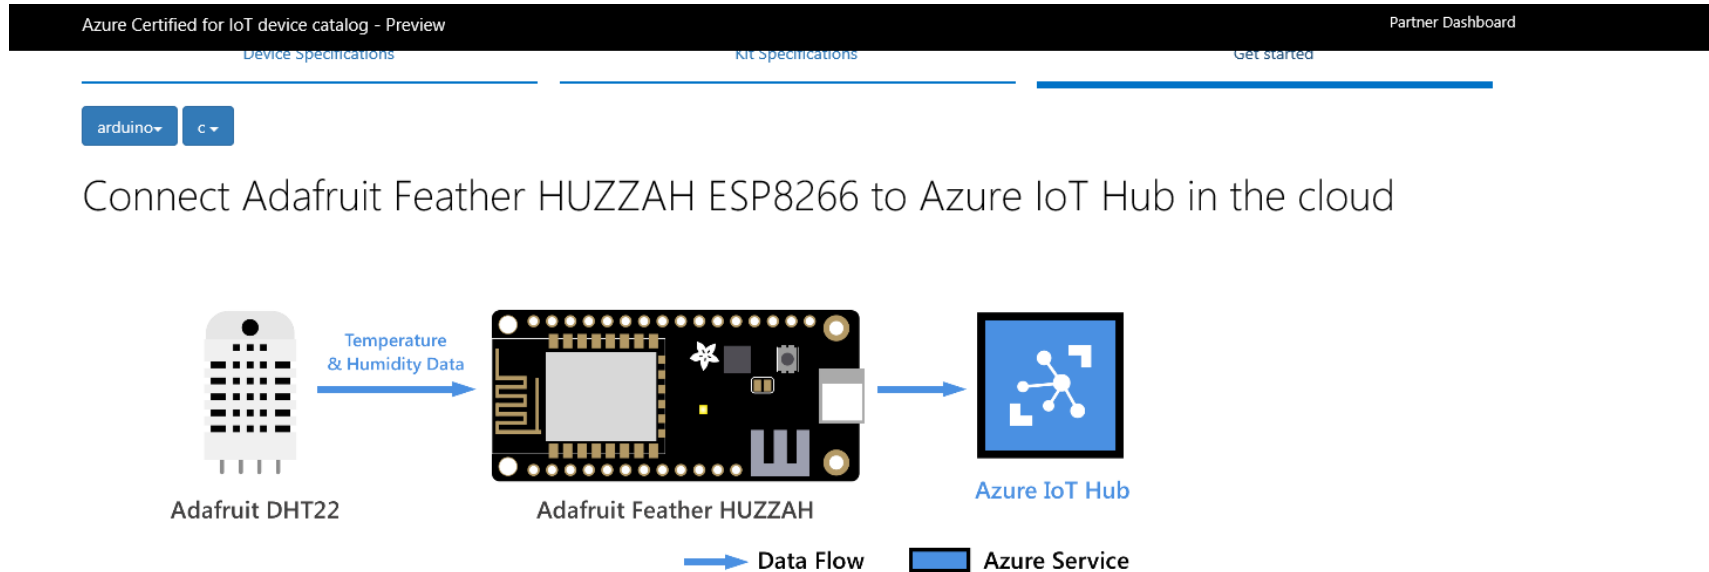 Azure Certified for IoT device catalog - Preview
Partner Dashboard
Device Specifications
Kit Specifications
Get started
arduino
c
Connect Adafruit Feather HUZZAH ESP8266 to Azure IoT Hub in the cloud
Temperature
& Humidity Data
Adafruit DHT22
Adafruit Feather HUZZAH
Azure IoT Hub
Data Flow
Azure Service